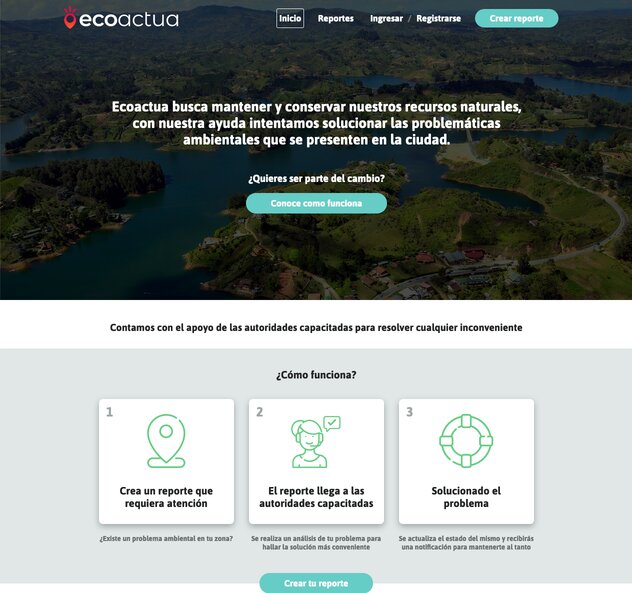 ecoactua
Inicio
Reportes
Ingresar / Registrarse
Crear reporte
Ecoactua busca mantener y conservar nuestros recursos naturales,
con nuestra ayuda intentamos solucionar las problemáticas
ambientales que se presenten en la ciudad.
¿Quieres ser parte del cambio?
Conoce como funciona
Contamos con el apoyo de las autoridades capacitadas para resolver cualquier inconveniente
¿Cómo funciona?
1
Crea un reporte que
requiera atención
¿Existe un problema ambiental en tu zona?
2
El reporte llega a las
autoridades capacitadas
Se realiza un análisis de tu problema para
hallar la solución más conveniente
3
Solucionado el
problema
Se actualiza el estado del mismo y recibirás
una notificación para mantenerte al tanto
Crear tu reporte